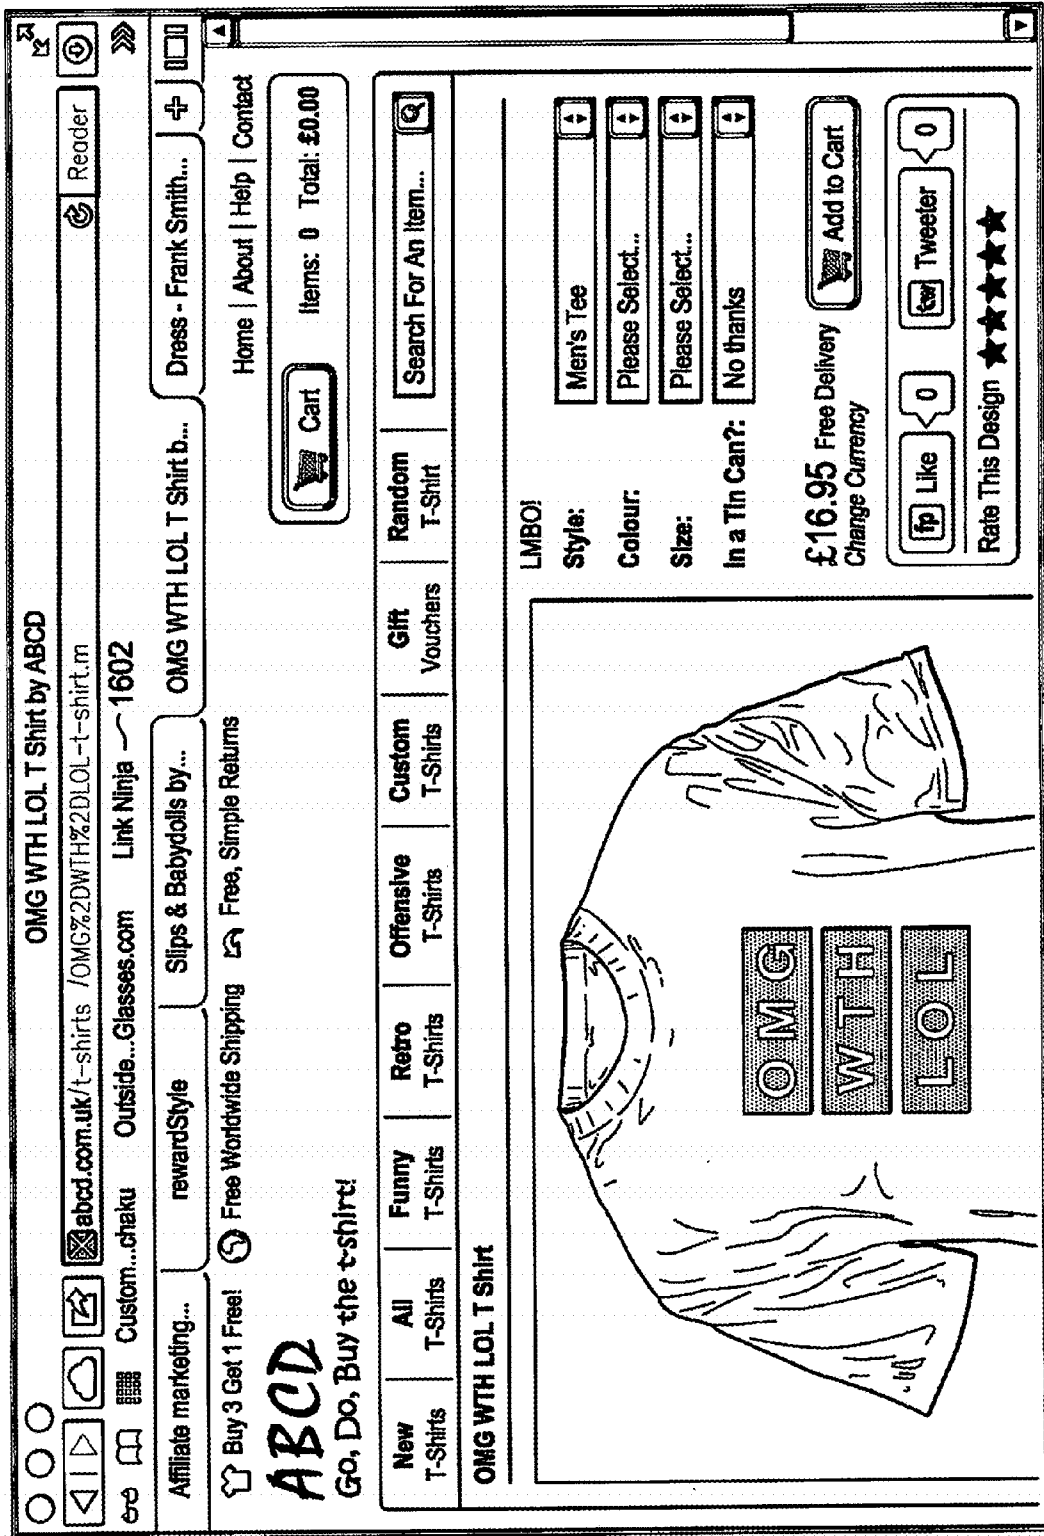 OMG WTH LOL T Shirt by ABCD
abcd.com.uk/t-shirts /OMG%2DWTH%2DLOL-t-shirt.m
Reader
Custom...chaku Outside...Glasses.com Link Ninja 1602
Affiliate marketing... rewardStyle Slips & Babydolls by... OMG WTH LOL T Shirt b... Dress - Frank Smith...
Buy 3 Get 1 Free! Free Worldwide Shipping Free, Simple Returns
Home | About | Help | Contact
ABCD
Go, Do, Buy the t-shirt!
Cart Items: 0 Total: £0.00
New T-Shirts
All T-Shirts
Funny T-Shirts
Retro T-Shirts
Offensive T-Shirts
Custom T-Shirts
Gift Vouchers
Random T-Shirt
Search For An Item...
OMG WTH LOL T Shirt
OMG
WTH
LOL
LMBO!
Style: Men's Tee
Colour: Please Select...
Size: Please Select...
In a Tin Can?: No thanks
£16.95 Free Delivery
Change Currency
Add to Cart
fp Like 0 tw Tweeter 0
Rate This Design